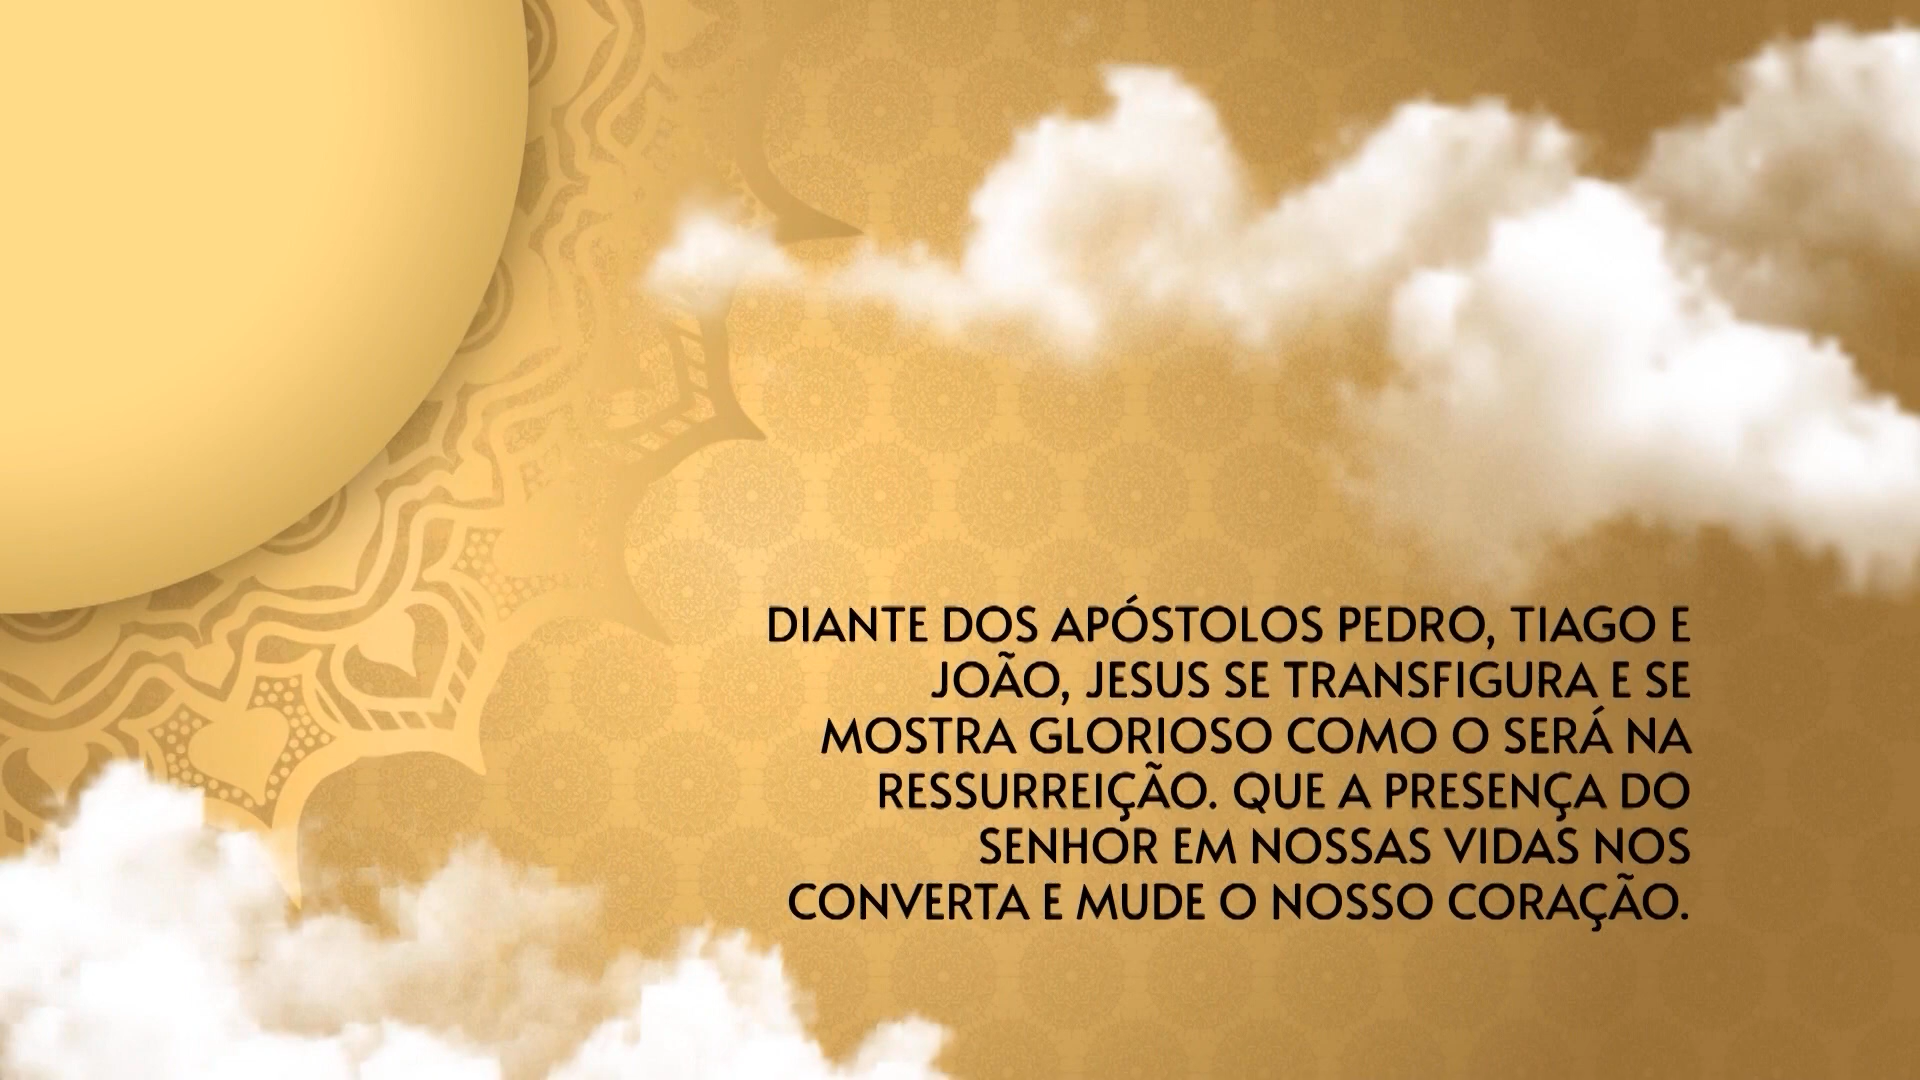 DIANTE DOS APÓSTOLOS PEDRO, TIAGO E
JOÃO, JESUS SE TRANSFIGURA E SE
MOSTRA GLORIOSO COMO O SERÁ NA
RESSURREIÇÃO. QUE A PRESENÇA DO
SENHOR EM NOSSAS VIDAS NOS
CONVERTA E MUDE O NOSSO CORAÇÃO.